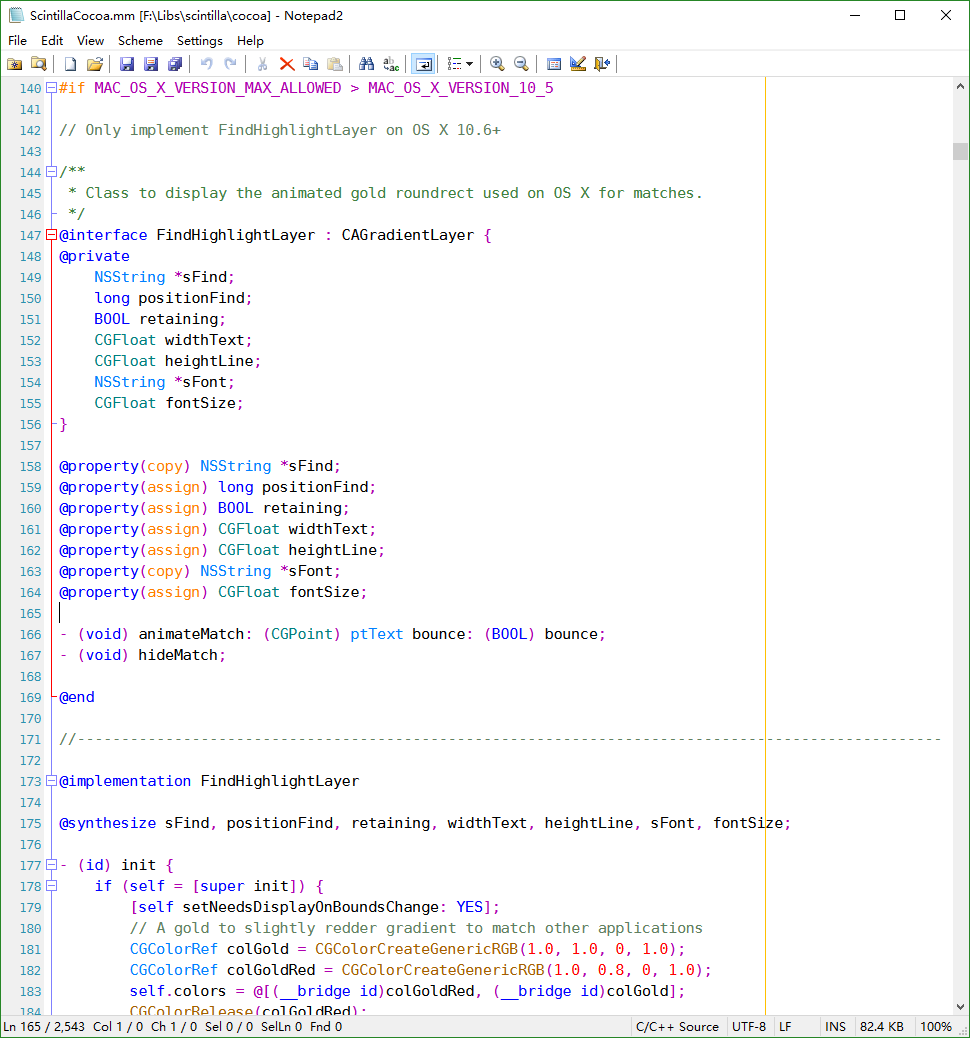 ScintillaCocoa.mm [F:\Libs\scintilla\cocoa] - Notepad2
File Edit View Scheme Settings Help
140 #if MAC_OS_X_VERSION_MAX_ALLOWED > MAC_OS_X_VERSION_10_5
141
142 // Only implement FindHighlightLayer on OS X 10.6+
143
144 /**
145  * Class to display the animated gold roundrect used on OS X for matches.
146  */
147 @interface FindHighlightLayer : CAGradientLayer {
148 @private
149     NSString *sFind;
150     long positionFind;
151     BOOL retaining;
152     CGFloat widthText;
153     CGFloat heightLine;
154     NSString *sFont;
155     CGFloat fontSize;
156 }
157
158 @property(copy) NSString *sFind;
159 @property(assign) long positionFind;
160 @property(assign) BOOL retaining;
161 @property(assign) CGFloat widthText;
162 @property(assign) CGFloat heightLine;
163 @property(copy) NSString *sFont;
164 @property(assign) CGFloat fontSize;
165
166 - (void) animateMatch: (CGPoint) ptText bounce: (BOOL) bounce;
167 - (void) hideMatch;
168
169 @end
170
171 //--------------------------------------------------------------------------------------------------
172
173 @implementation FindHighlightLayer
174
175 @synthesize sFind, positionFind, retaining, widthText, heightLine, sFont, fontSize;
176
177 - (id) init {
178     if (self = [super init]) {
179         [self setNeedsDisplayOnBoundsChange: YES];
180         // A gold to slightly redder gradient to match other applications
181         CGColorRef colGold = CGColorCreateGenericRGB(1.0, 1.0, 0, 1.0);
182         CGColorRef colGoldRed = CGColorCreateGenericRGB(1.0, 0.8, 0, 1.0);
183         self.colors = @[(__bridge id)colGoldRed, (__bridge id)colGold];
184         CGColorRelease(colGoldRed);
Ln 165 / 2,543 Col 1 / 0 Ch 1 / 0 Sel 0 / 0 SelLn 0 Fnd 0 C/C++ Source UTF-8 LF INS 82.4 KB 100%